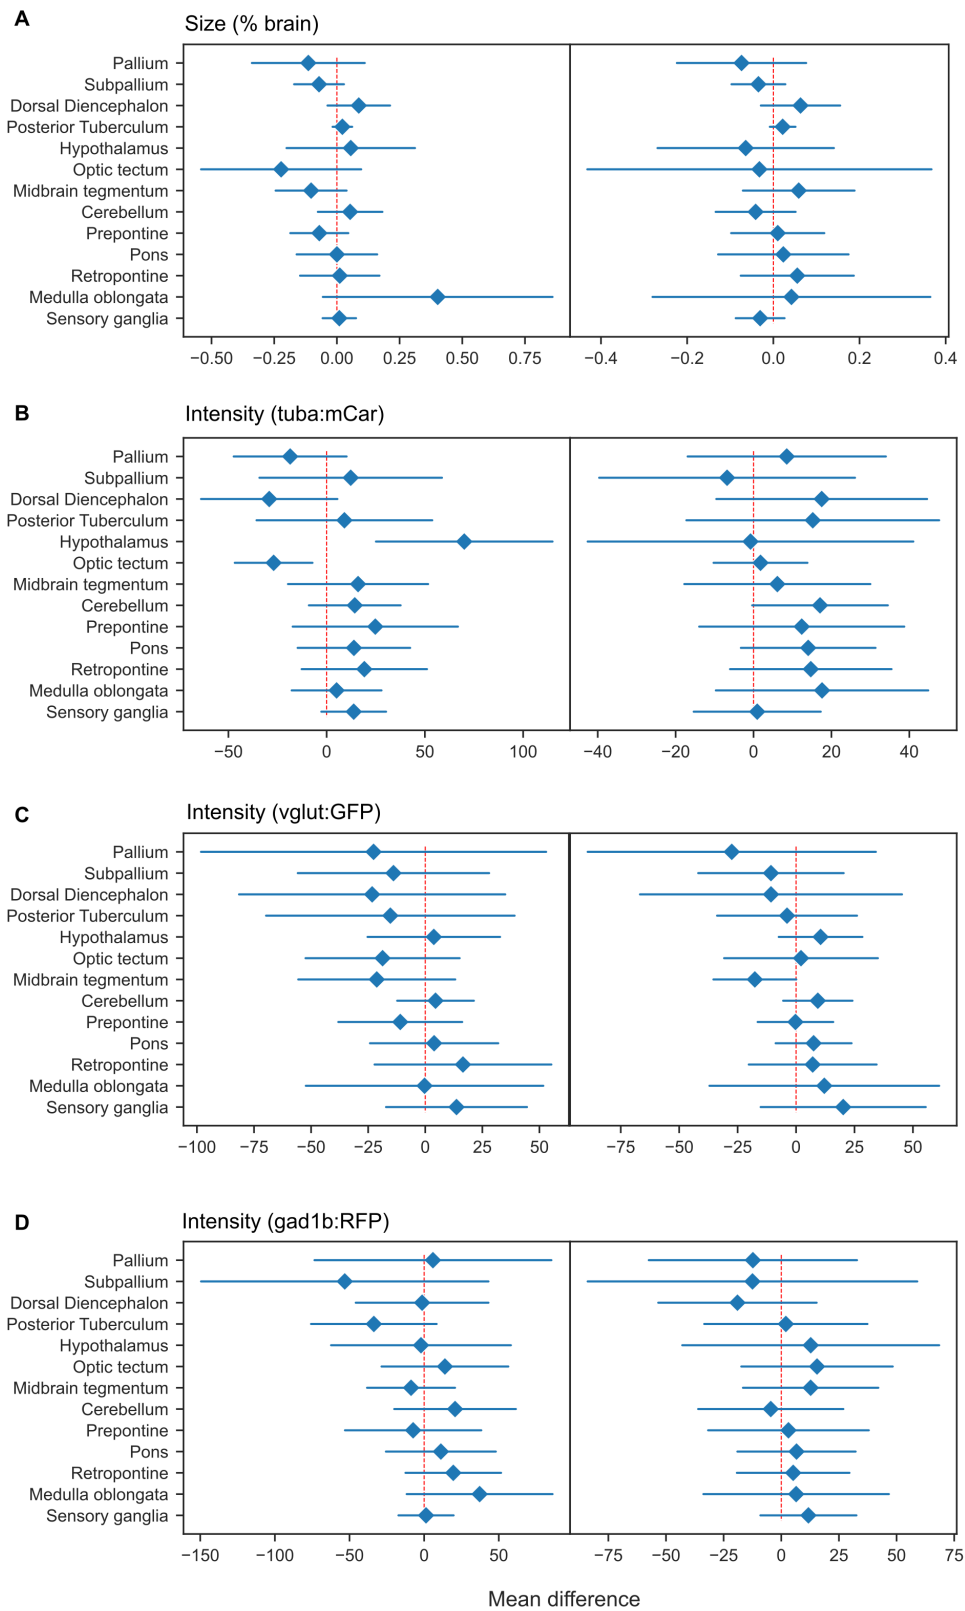 A
Size (% brain)
Pallium
Subpallium
Dorsal Diencephalon
Posterior Tuberculum
Hypothalamus
Optic tectum
Midbrain tegmentum
Cerebellum
Prepontine
Pons
Retropontine
Medulla oblongata
Sensory ganglia
−0.50 −0.25 0.00 0.25 0.50 0.75 −0.4 −0.2 0.0 0.2 0.4
B
Intensity (tuba:mCar)
Pallium
Subpallium
Dorsal Diencephalon
Posterior Tuberculum
Hypothalamus
Optic tectum
Midbrain tegmentum
Cerebellum
Prepontine
Pons
Retropontine
Medulla oblongata
Sensory ganglia
−50 0 50 100 −40 −20 0 20 40
C
Intensity (vglut:GFP)
Pallium
Subpallium
Dorsal Diencephalon
Posterior Tuberculum
Hypothalamus
Optic tectum
Midbrain tegmentum
Cerebellum
Prepontine
Pons
Retropontine
Medulla oblongata
Sensory ganglia
−100 −75 −50 −25 0 25 50 −75 −50 −25 0 25 50
D
Intensity (gad1b:RFP)
Pallium
Subpallium
Dorsal Diencephalon
Posterior Tuberculum
Hypothalamus
Optic tectum
Midbrain tegmentum
Cerebellum
Prepontine
Pons
Retropontine
Medulla oblongata
Sensory ganglia
−150 −100 −50 0 50 −75 −50 −25 0 25 50 75
Mean difference